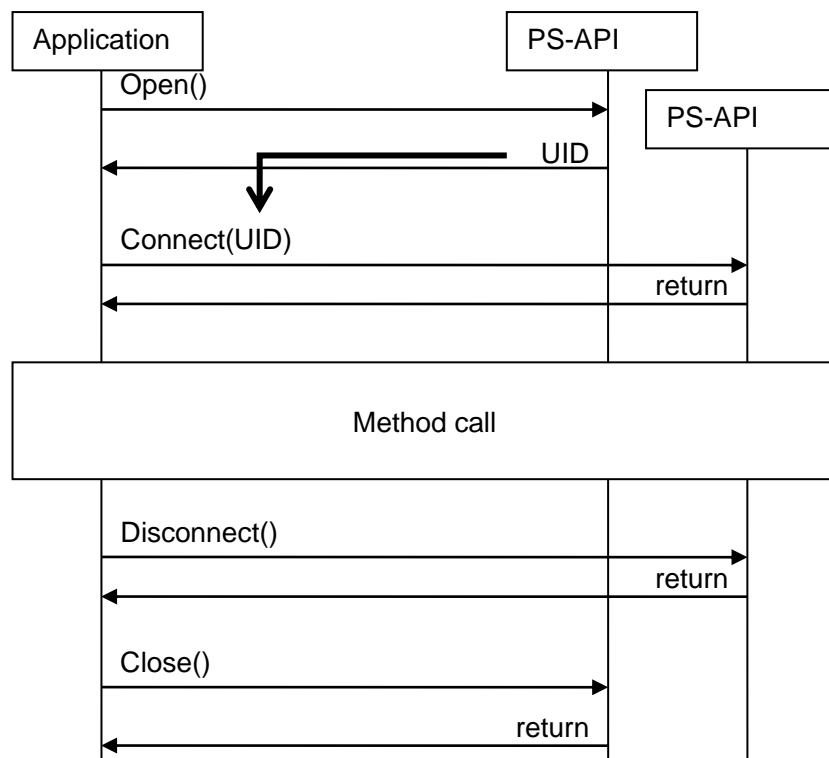 Application
PS-API
Open()
PS-API
UID
Connect(UID)
return
Method call
Disconnect()
return
Close()
return